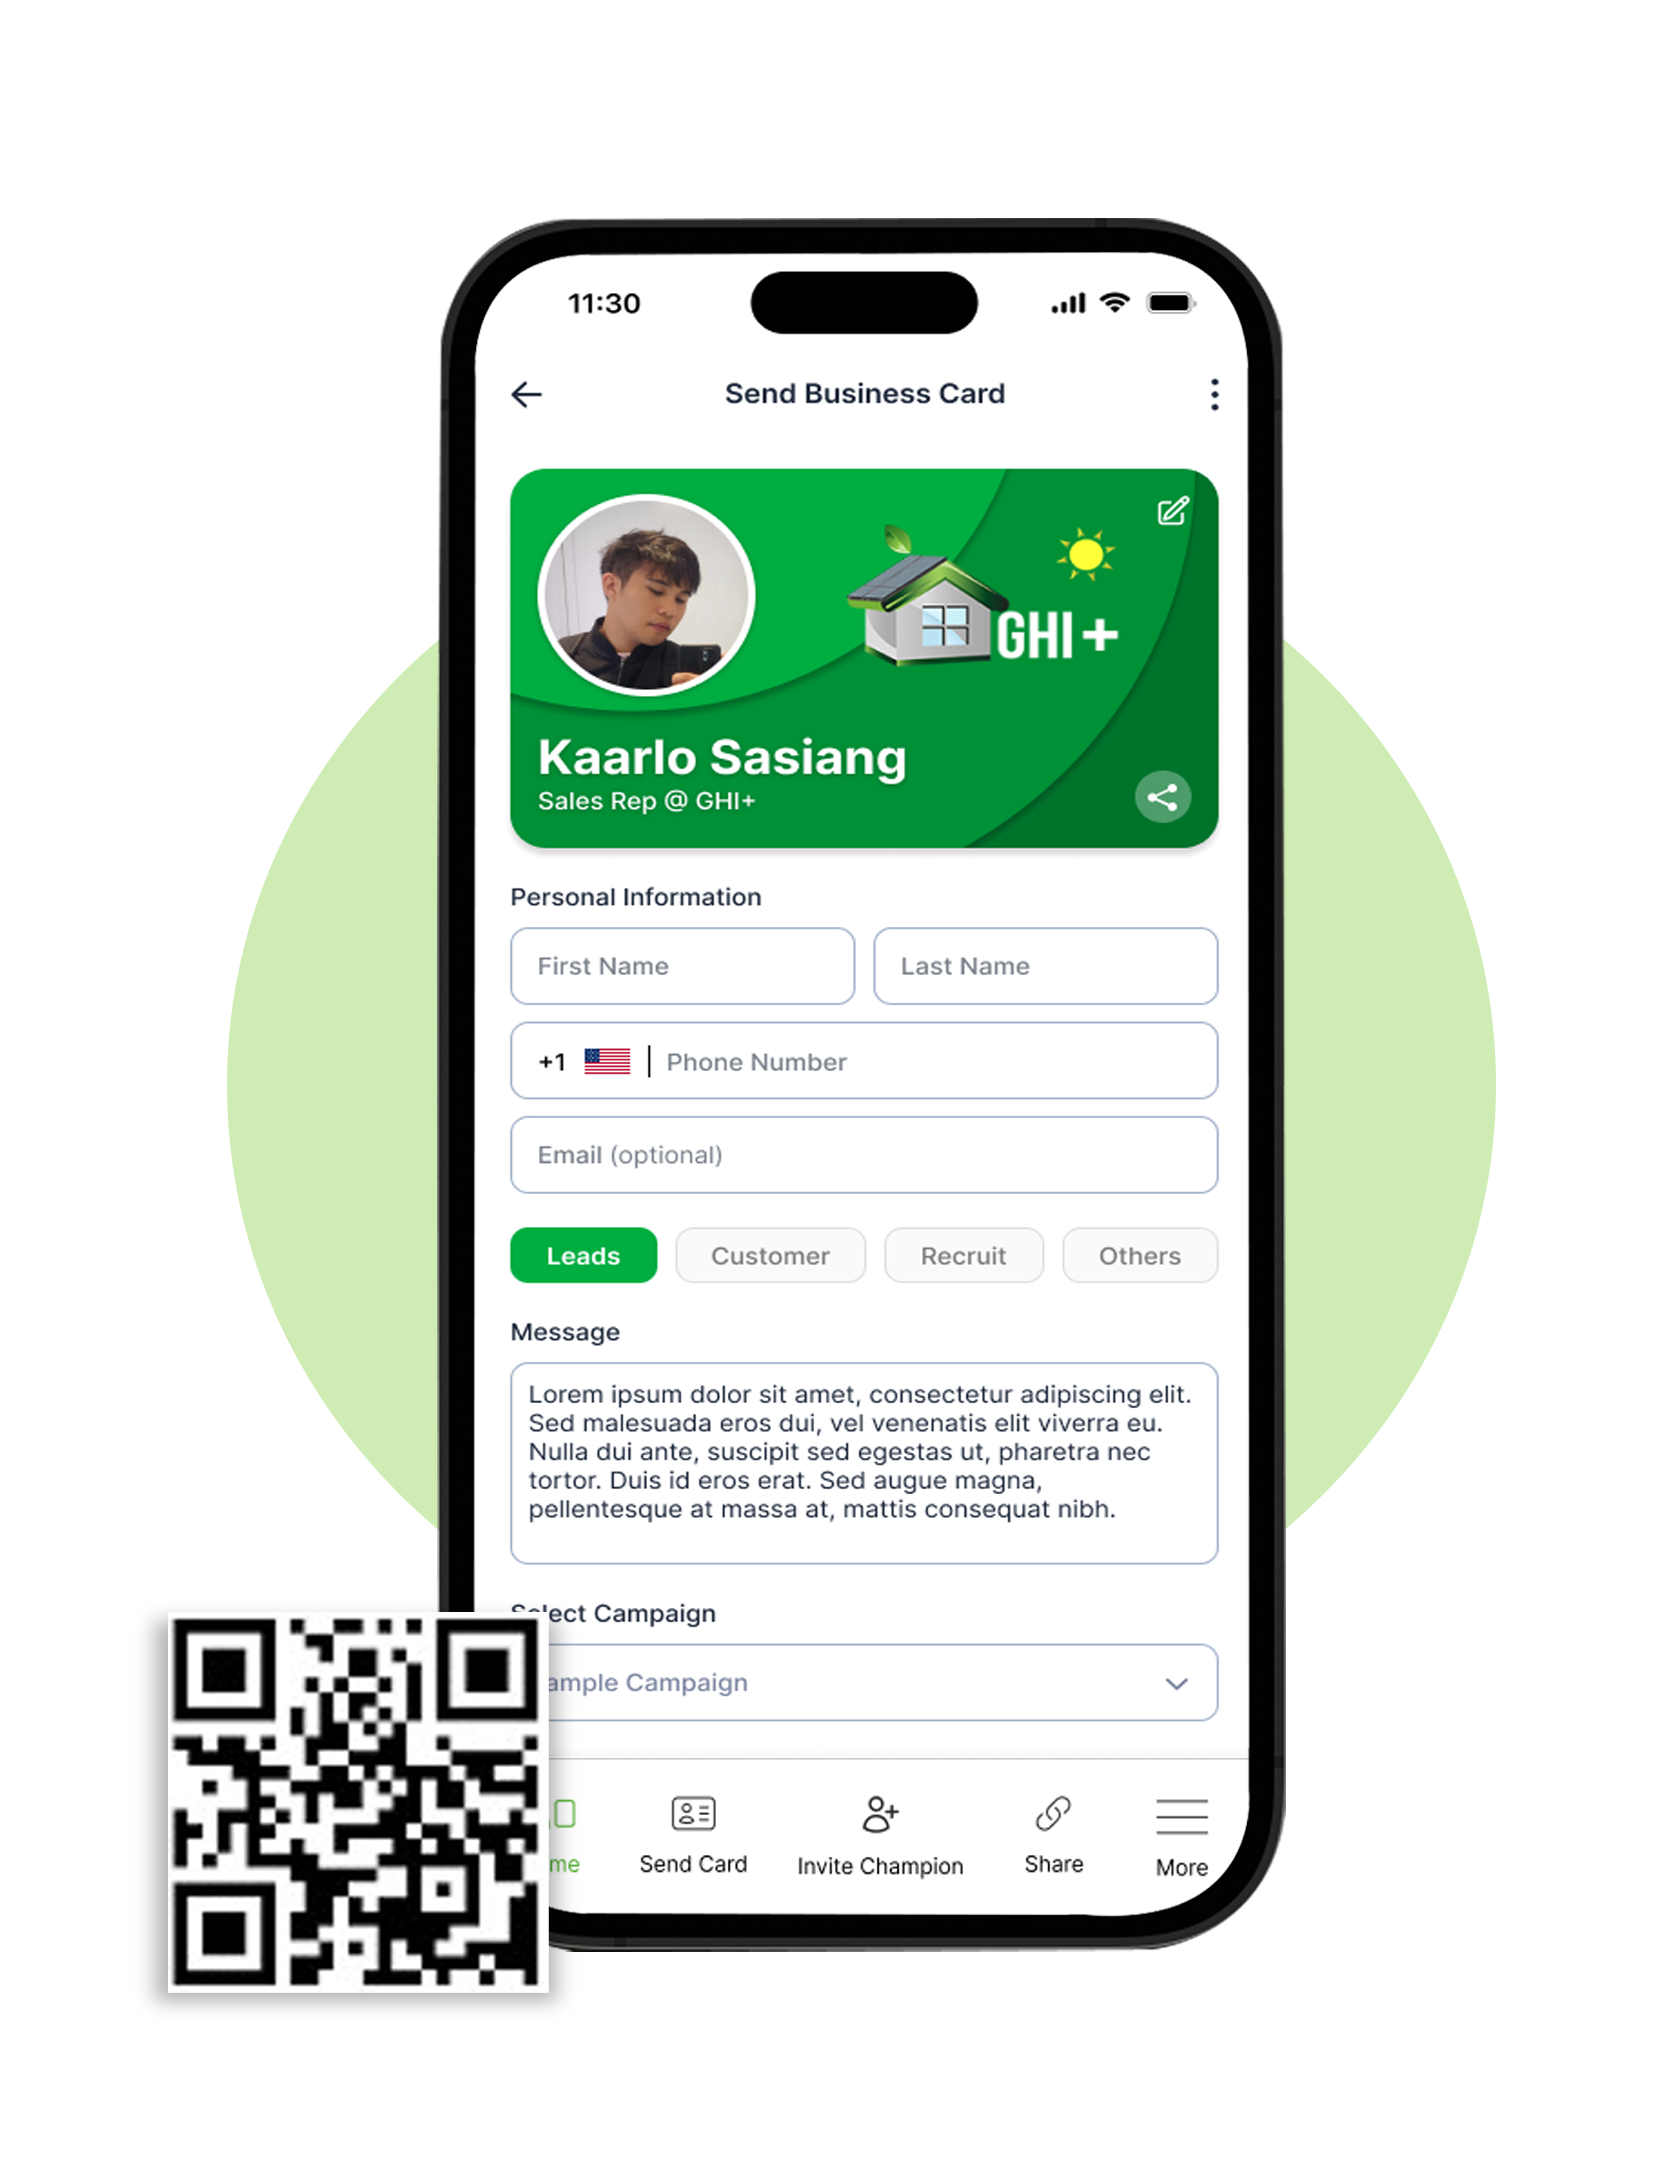 11:30
Send Business Card
GHI+
Kaarlo Sasiang
Sales Rep @ GHI+
Personal Information
First Name
Last Name
+1
Phone Number
Email (optional)
Leads
Customer
Recruit
Others
Message
Lorem ipsum dolor sit amet, consectetur adipiscing elit.
Sed malesuada eros dui, vel venenatis elit viverra eu.
Nulla dui ante, suscipit sed egestas ut, pharetra nec
tortor. Duis id eros erat. Sed augue magna,
pellentesque at massa at, mattis consequat nibh.
Select Campaign
ample Campaign
me
Send Card
Invite Champion
Share
More